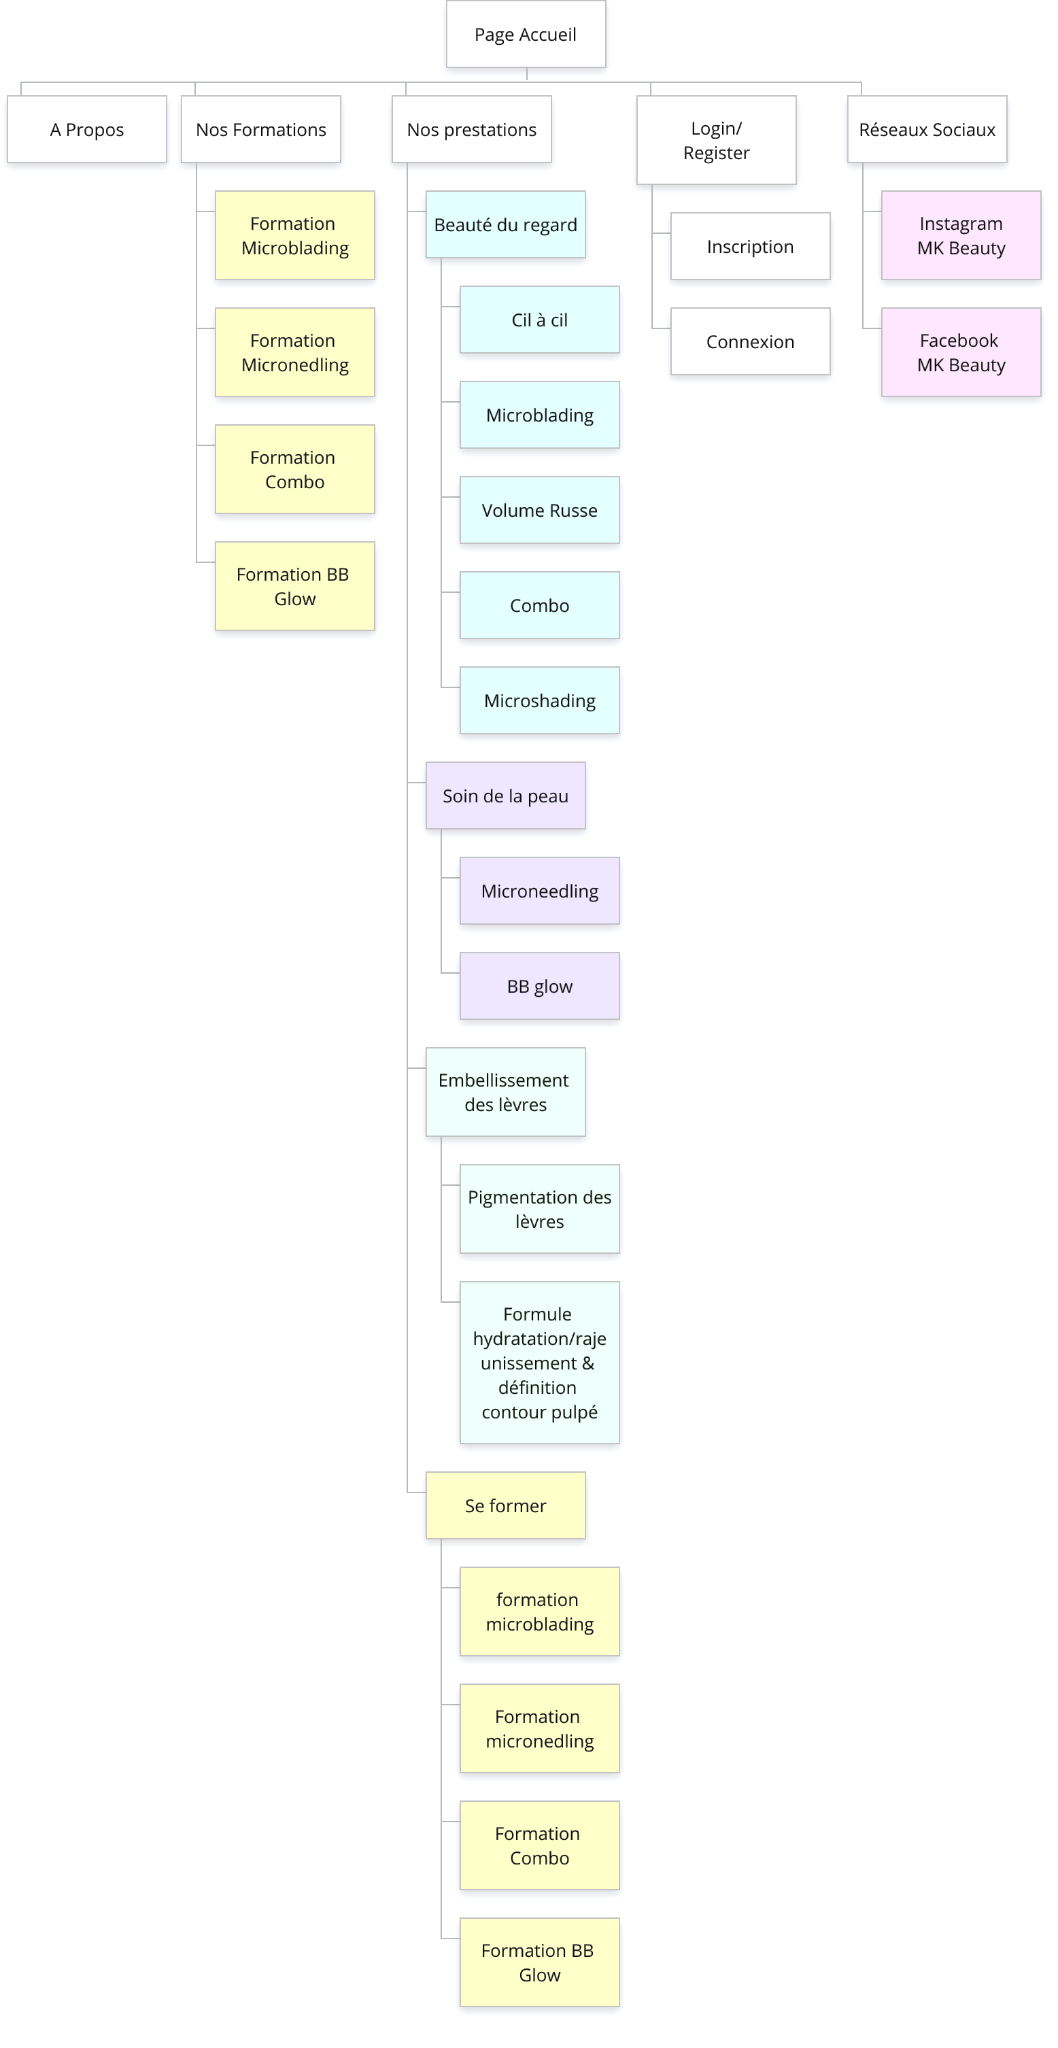 Page Accueil
A Propos
Nos Formations
Formation
Microblading
Formation
Micronedling
Formation
Combo
Formation BB
Glow
Nos prestations
Beauté du regard
Cil à cil
Microblading
Volume Russe
Combo
Microshading
Soin de la peau
Microneedling
BB glow
Embellissement
des lèvres
Pigmentation des
lèvres
Formule
hydratation/raje
unissement &
définition
contour pulpé
Se former
formation
microblading
Formation
micronedling
Formation
Combo
Formation BB
Glow
Login/
Register
Inscription
Connexion
Réseaux Sociaux
Instagram
MK Beauty
Facebook
MK Beauty